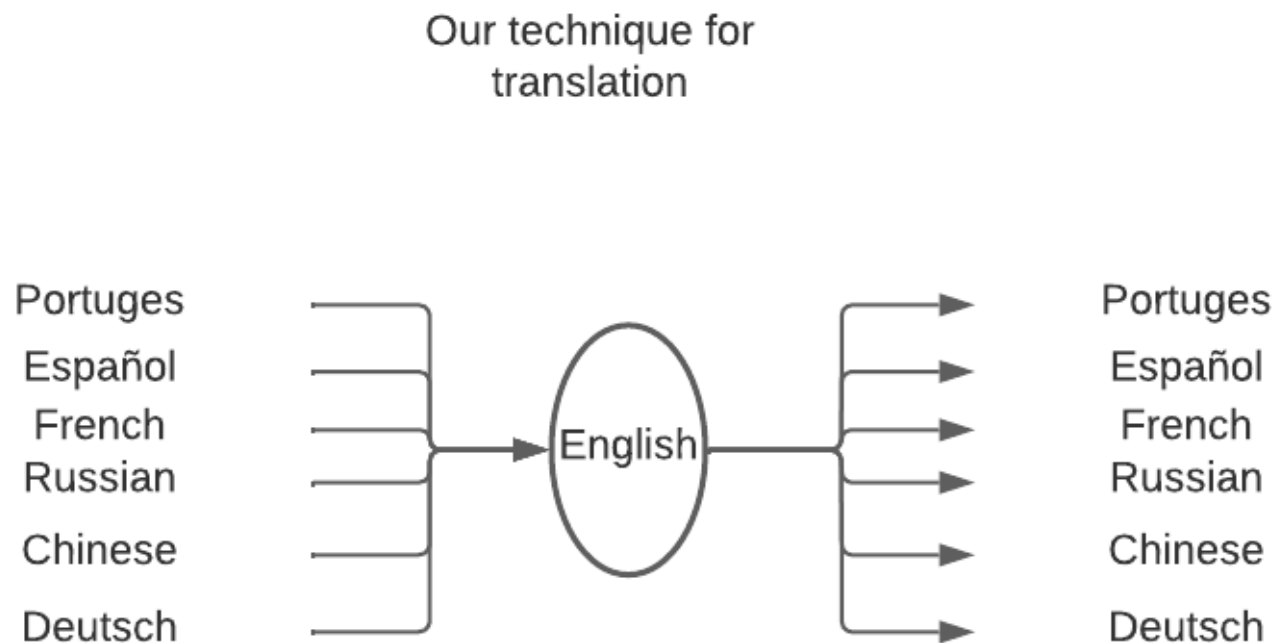 Our technique for
translation
Portuges
Español
French
Russian
Chinese
Deutsch
English
Portuges
Español
French
Russian
Chinese
Deutsch